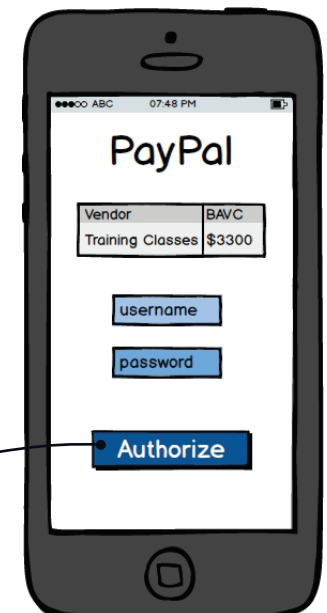 ABC 07:48 PM
PayPal
Vendor BAVC
Training Classes $3300
username
password
Authorize